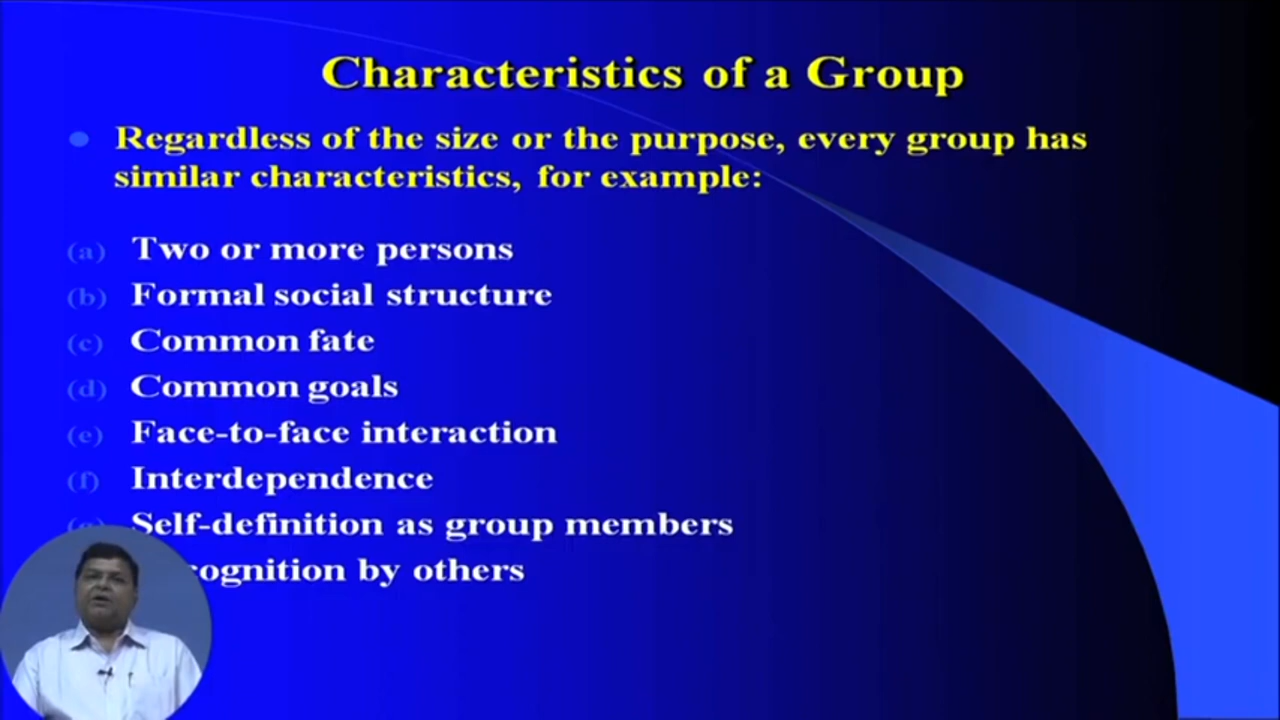 Characteristics of a Group
Regardless of the size or the purpose, every group has
similar characteristics, for example:
(a) Two or more persons
(b) Formal social structure
(c) Common fate
(d) Common goals
(e) Face-to-face interaction
(f) Interdependence
Self-definition as group members
by others